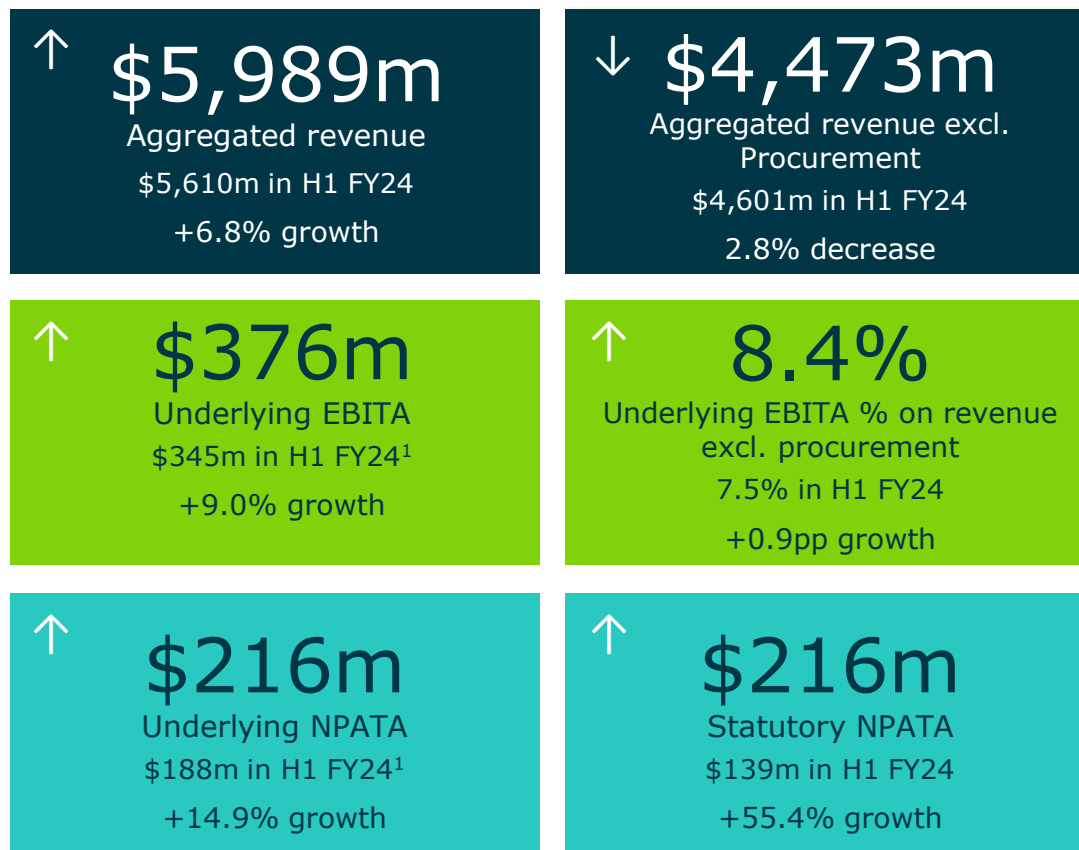 $5,989m
Aggregated revenue
$5,610m in H1 FY24
+6.8% growth
$4,473m
Aggregated revenue excl.
Procurement
$4,601m in H1 FY24
2.8% decrease
$376m
Underlying EBITA
$345m in H1 FY24¹
+9.0% growth
8.4%
Underlying EBITA % on revenue
excl. procurement
7.5% in H1 FY24
+0.9pp growth
$216m
Underlying NPATA
$188m in H1 FY24¹
+14.9% growth
$216m
Statutory NPATA
$139m in H1 FY24
+55.4% growth